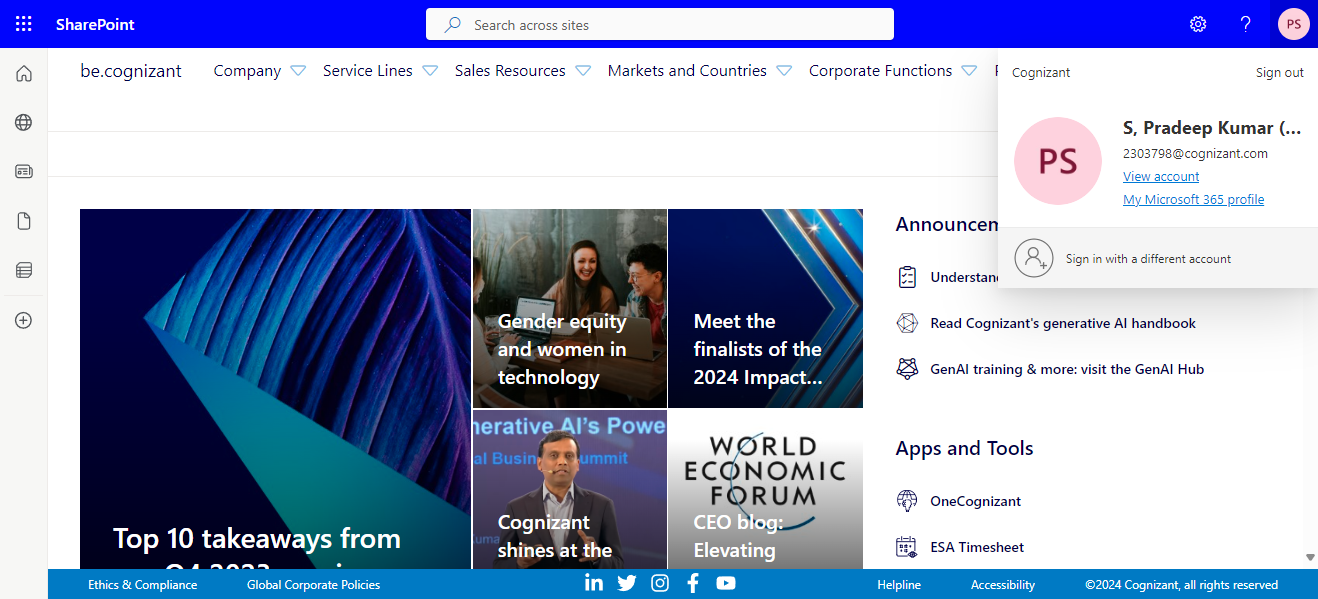 SharePoint
Search across sites
PS
be.cognizant
Company
Service Lines
Sales Resources
Markets and Countries
Corporate Functions
Cognizant
Sign out
PS
S, Pradeep Kumar (...
2303798@cognizant.com
View account
My Microsoft 365 profile
Sign in with a different account
Gender equity
and women in
technology
Meet the
finalists of the
2024 Impact...
Top 10 takeaways from
nerative AI's Powe
al Busin
ummit
Cognizant
shines at the
WORLD
ECONOMIC
FORUM
CEO blog:
Elevating
Announcem
Understan
Read Cognizant's generative AI handbook
GenAI training & more: visit the GenAI Hub
Apps and Tools
OneCognizant
ESA Timesheet
Ethics & Compliance
Global Corporate Policies
Helpline
Accessibility
©2024 Cognizant, all rights reserved